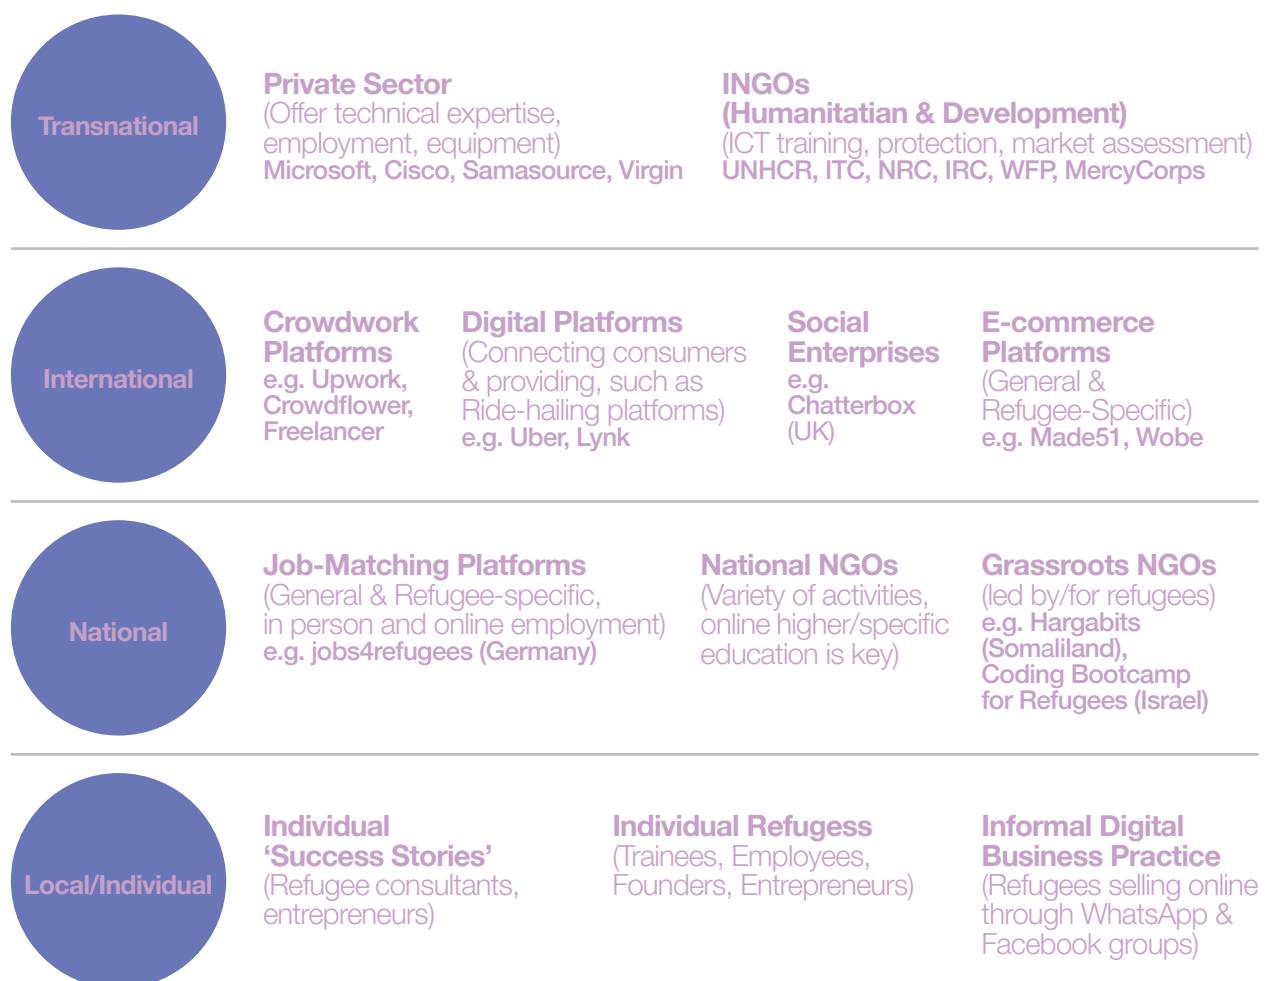 Transnational
Private Sector
(Offer technical expertise,
employment, equipment)
Microsoft, Cisco, Samasource, Virgin
INGOs
(Humanitatian & Development)
(ICT training, protection, market assessment)
UNHCR, ITC, NRC, IRC, WFP, MercyCorps
International
Crowdwork
Platforms
e.g. Upwork,
Crowdflower,
Freelancer
Digital Platforms
(Connecting consumers
& providing, such as
Ride-hailing platforms)
e.g. Uber, Lynk
Social
Enterprises
e.g.
Chatterbox
(UK)
E-commerce
Platforms
(General &
Refugee-Specific)
e.g. Made51, Wobe
National
Job-Matching Platforms
(General & Refugee-specific,
in person and online employment)
e.g. jobs4refugees (Germany)
National NGOs
(Variety of activities,
online higher/specific
education is key)
Grassroots NGOs
(led by/for refugees)
e.g. Hargabits
(Somaliland),
Coding Bootcamp
for Refugees (Israel)
Local/Individual
Individual
‘Success Stories’
(Refugee consultants,
entrepreneurs)
Individual Refugess
(Trainees, Employees,
Founders, Entrepreneurs)
Informal Digital
Business Practice
(Refugees selling online
through WhatsApp &
Facebook groups)